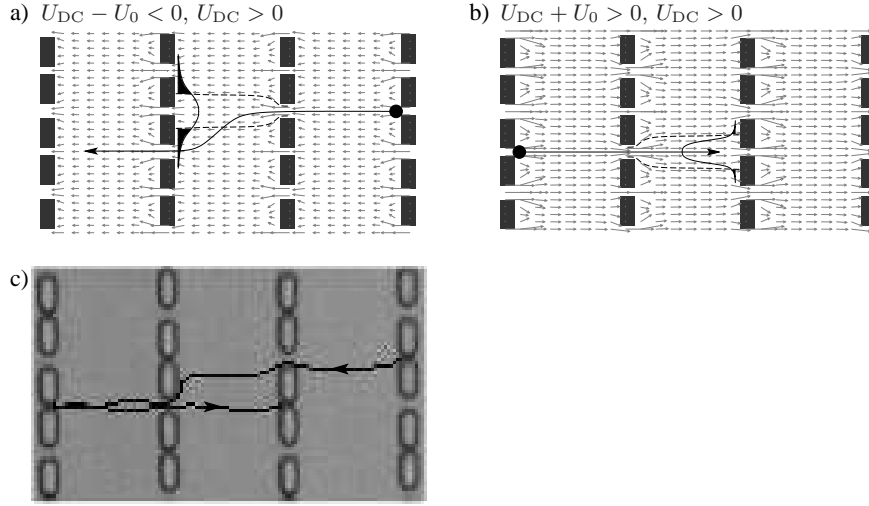 a) U_DC − U_0 < 0, U_DC > 0
b) U_DC + U_0 > 0, U_DC > 0
c)